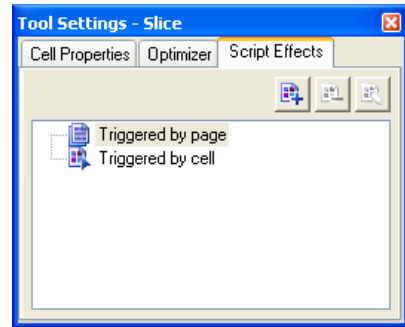 Tool Settings - Slice
Cell Properties Optimizer Script Effects
Triggered by page
Triggered by cell